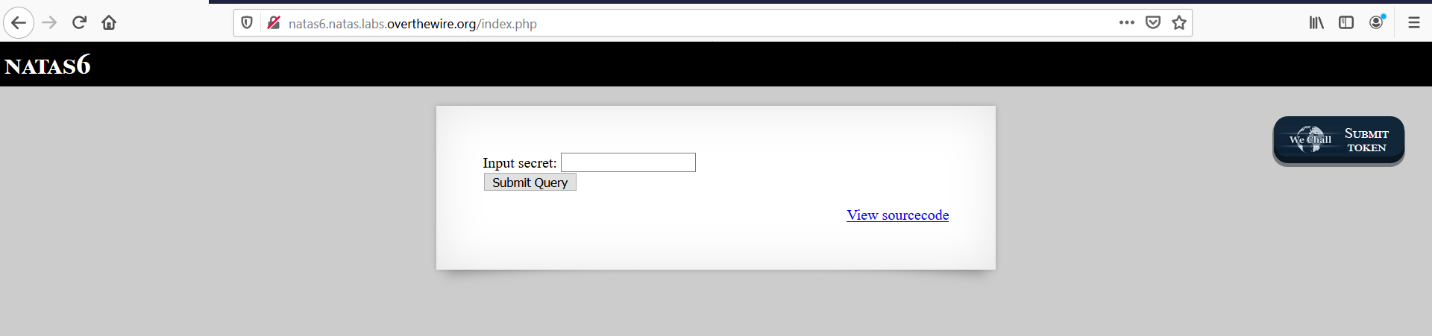 natas6.natas.labs.overthewire.org/index.php
NATAS6
Input secret:
Submit Query
View sourcecode
We Chall
SUBMIT
TOKEN